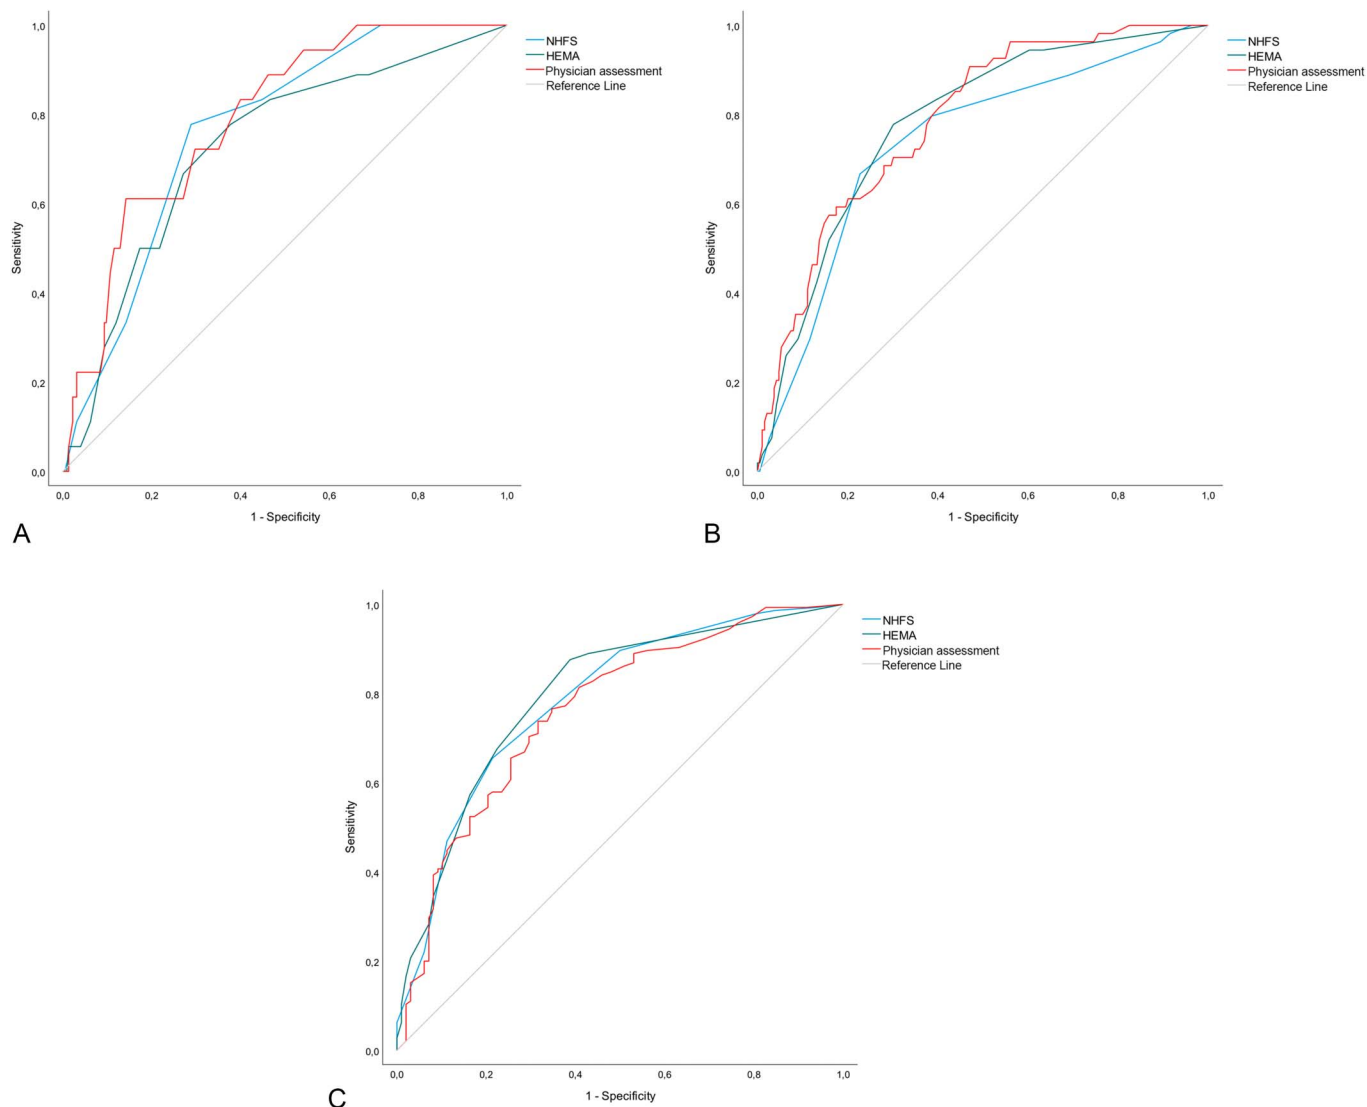 1,0
0,8
0,6
0,4
0,2
0,0
Sensitivity
0,0 0,2 0,4 0,6 0,8 1,0
1 - Specificity
NHFS
HEMA
Physician assessment
Reference Line
A
1,0
0,8
0,6
0,4
0,2
0,0
Sensitivity
0,0 0,2 0,4 0,6 0,8 1,0
1 - Specificity
NHFS
HEMA
Physician assessment
Reference Line
B
1,0
0,8
0,6
0,4
0,2
0,0
Sensitivity
0,0 0,2 0,4 0,6 0,8 1,0
1 - Specificity
NHFS
HEMA
Physician assessment
Reference Line
C